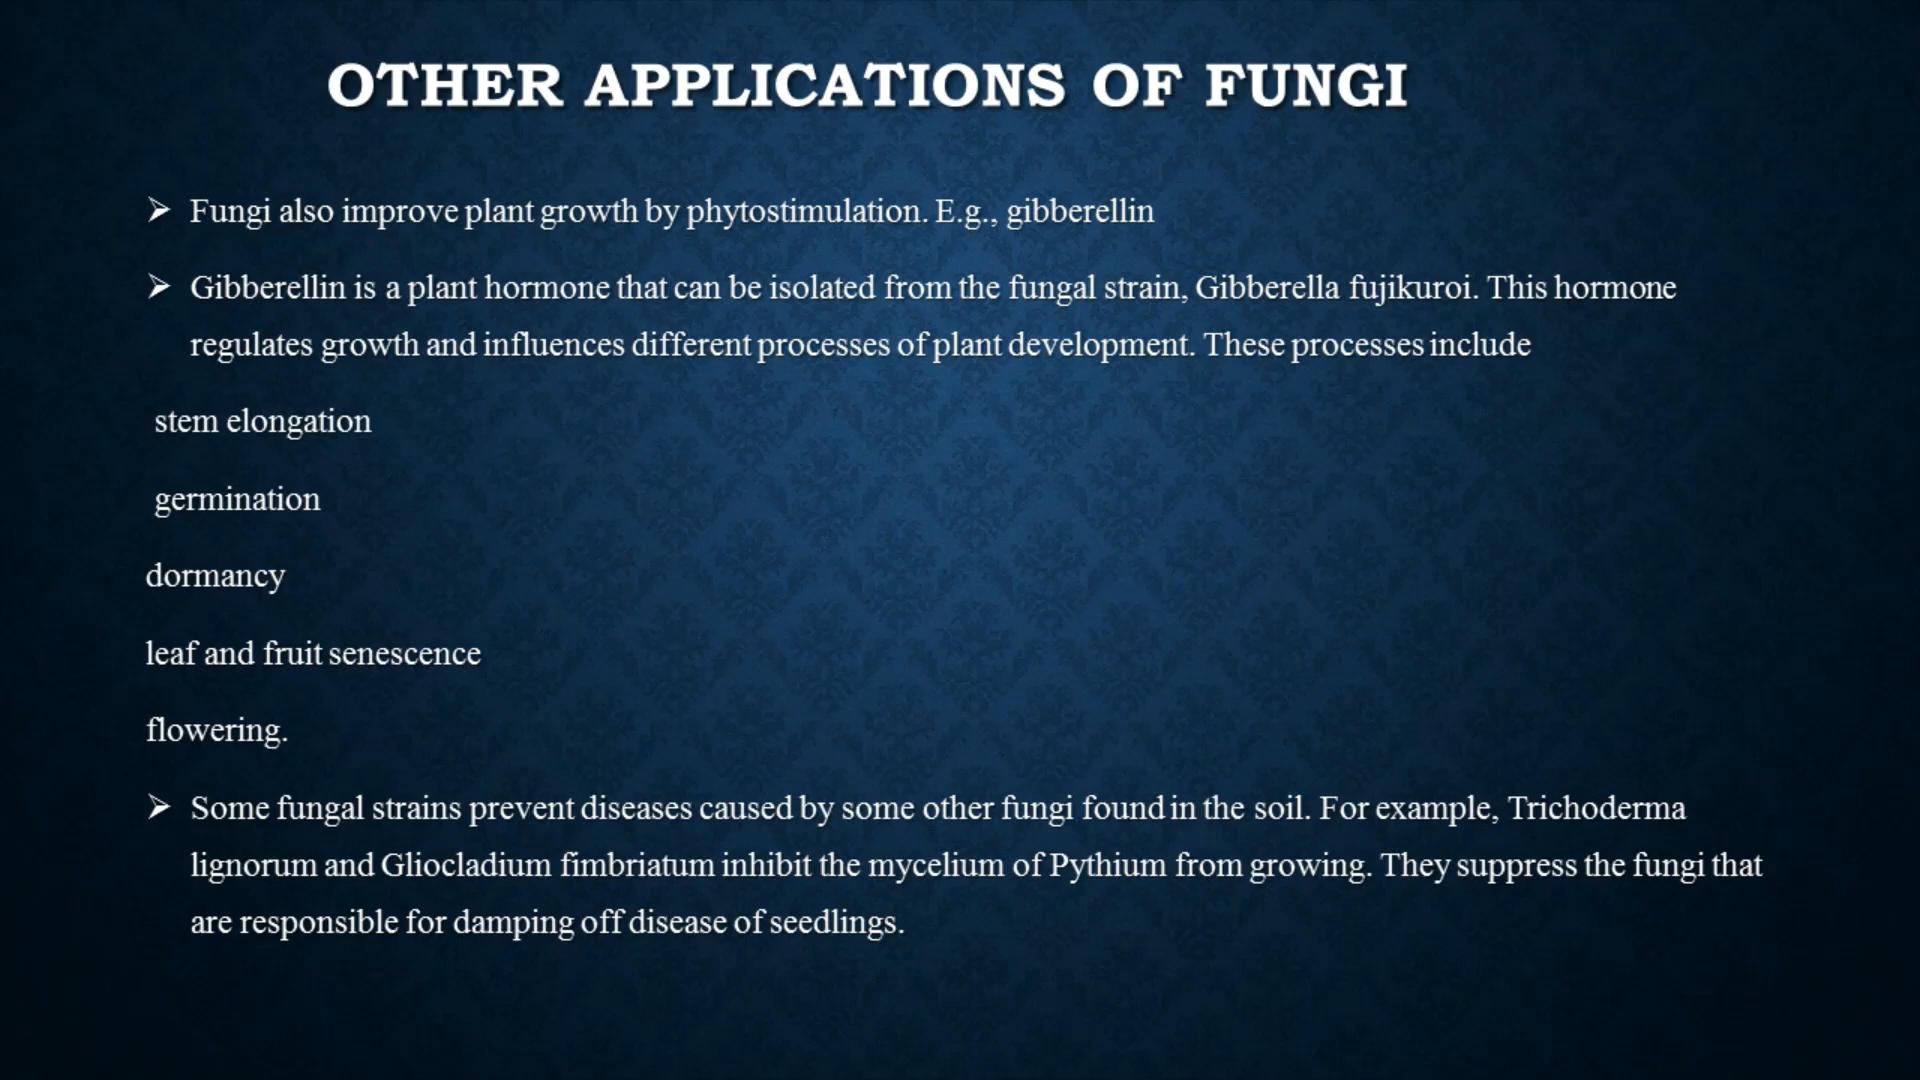 OTHER APPLICATIONS OF FUNGI
➢ Fungi also improve plant growth by phytostimulation. E.g., gibberellin
➢ Gibberellin is a plant hormone that can be isolated from the fungal strain, Gibberella fujikuroi. This hormone
regulates growth and influences different processes of plant development. These processes include
stem elongation
germination
dormancy
leaf and fruit senescence
flowering.
➢ Some fungal strains prevent diseases caused by some other fungi found in the soil. For example, Trichoderma
lignorum and Gliocladium fimbriatum inhibit the mycelium of Pythium from growing. They suppress the fungi that
are responsible for damping off disease of seedlings.